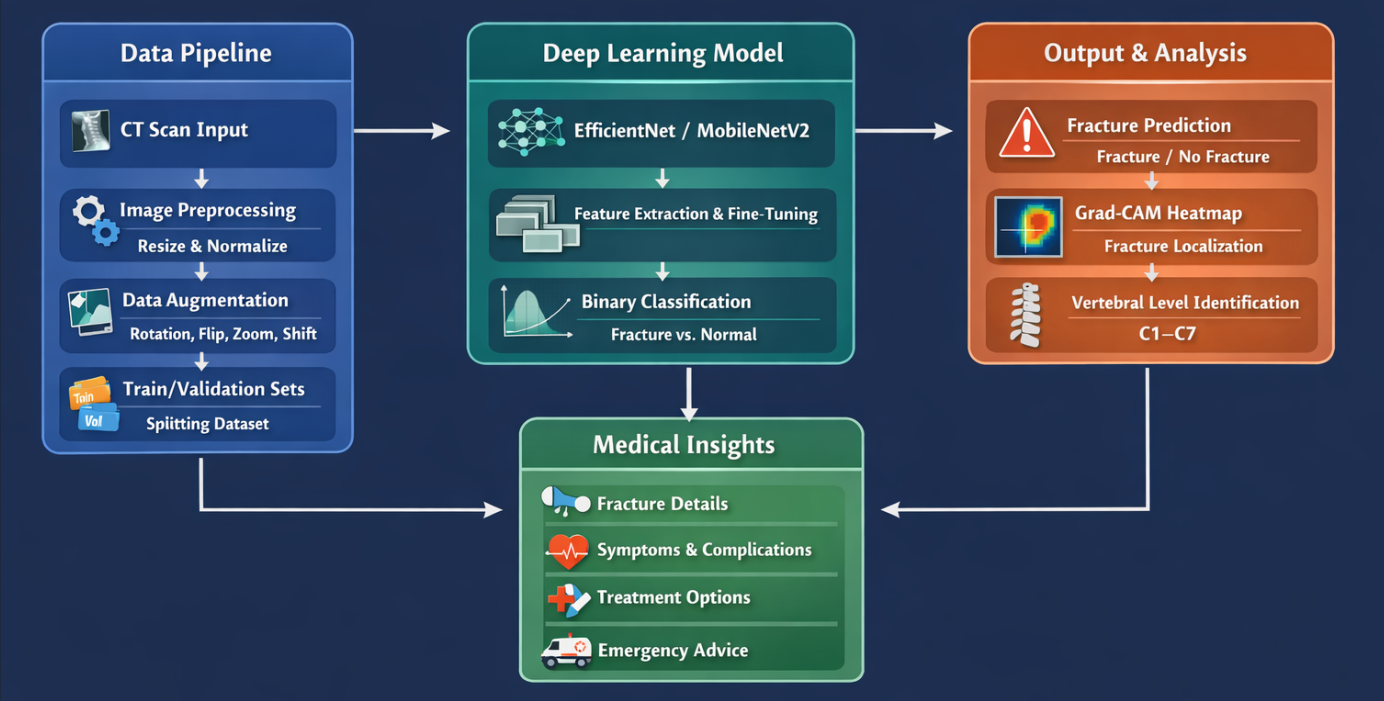 Data Pipeline
CT Scan Input
Image Preprocessing
Resize & Normalize
Data Augmentation
Rotation, Flip, Zoom, Shift
Train/Validation Sets
Spiitting Dataset
Tain
Vol
Deep Learning Model
EfficientNet / MobileNetV2
Feature Extraction & Fine-Tuning
Binary Classification
Fracture vs. Normal
Output & Analysis
Fracture Prediction
Fracture / No Fracture
Grad-CAM Heatmap
Fracture Localization
Vertebral Level Identification
C1–C7
Medical Insights
Fracture Details
Symptoms & Complications
Treatment Options
Emergency Advice